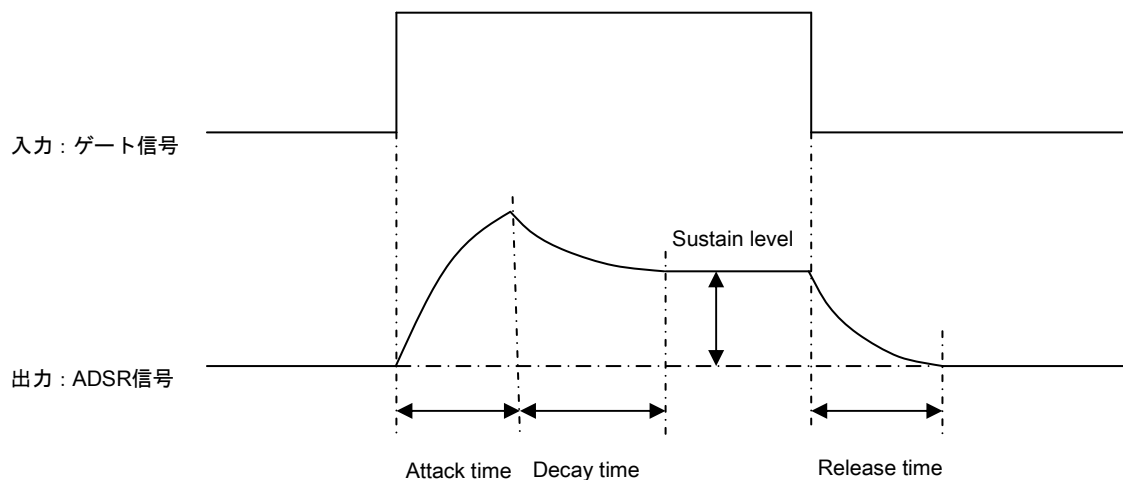 入力 : ゲート信号
Sustain level
出力 : ADSR信号
Attack time
Decay time
Release time